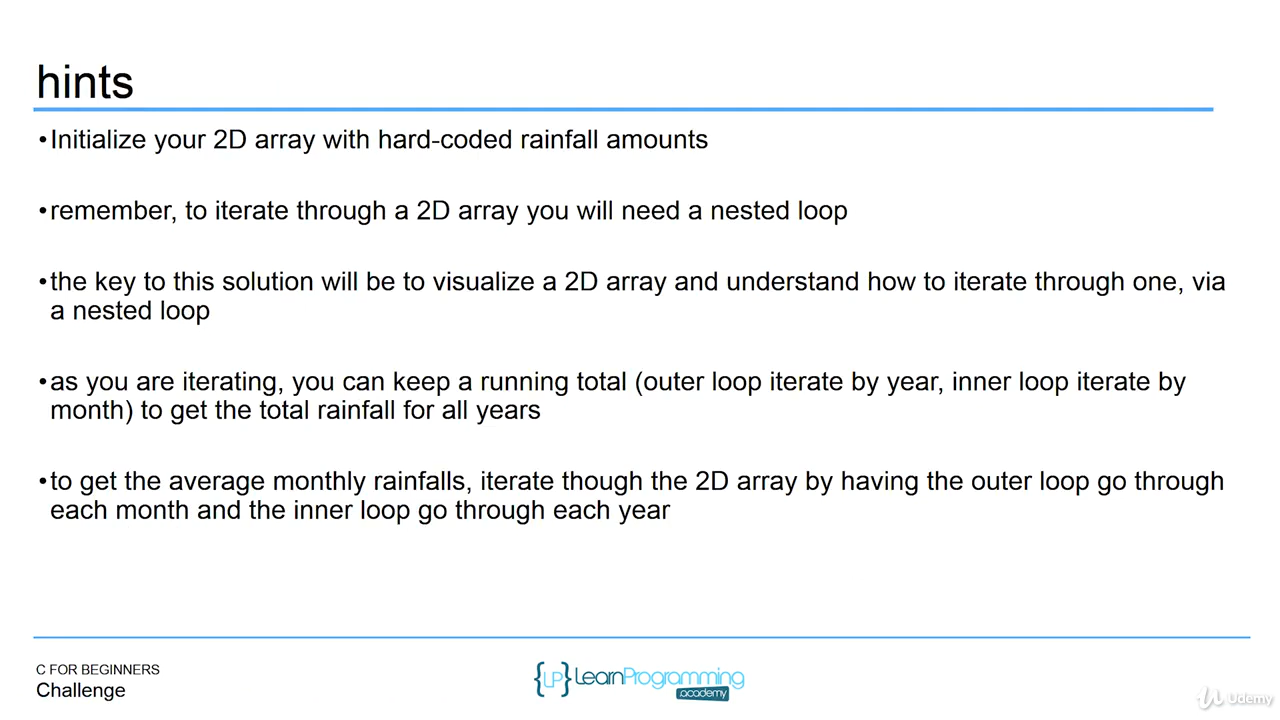 hints
•Initialize your 2D array with hard-coded rainfall amounts
•remember, to iterate through a 2D array you will need a nested loop
•the key to this solution will be to visualize a 2D array and understand how to iterate through one, via
a nested loop
•as you are iterating, you can keep a running total (outer loop iterate by year, inner loop iterate by
month) to get the total rainfall for all years
•to get the average monthly rainfalls, iterate though the 2D array by having the outer loop go through
each month and the inner loop go through each year
C FOR BEGINNERS
Challenge
{LP} LearnProgramming
.academy
Udemy